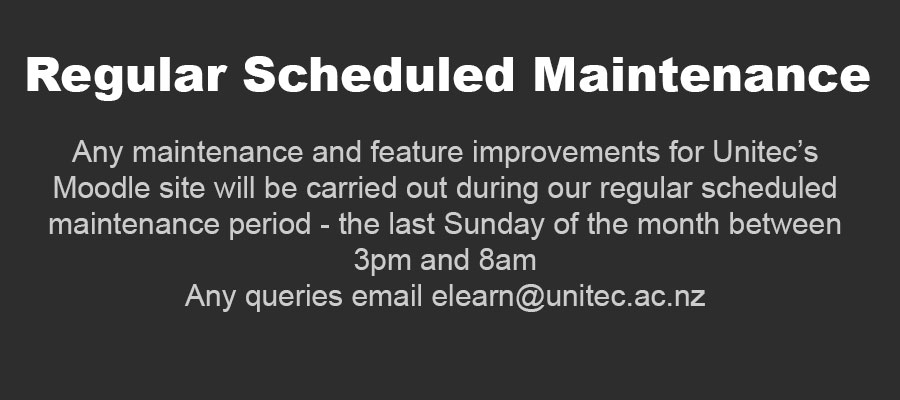 Regular Scheduled Maintenance
Any maintenance and feature improvements for Unitec’s
Moodle site will be carried out during our regular scheduled
maintenance period - the last Sunday of the month between
3pm and 8am
Any queries email elearn@unitec.ac.nz